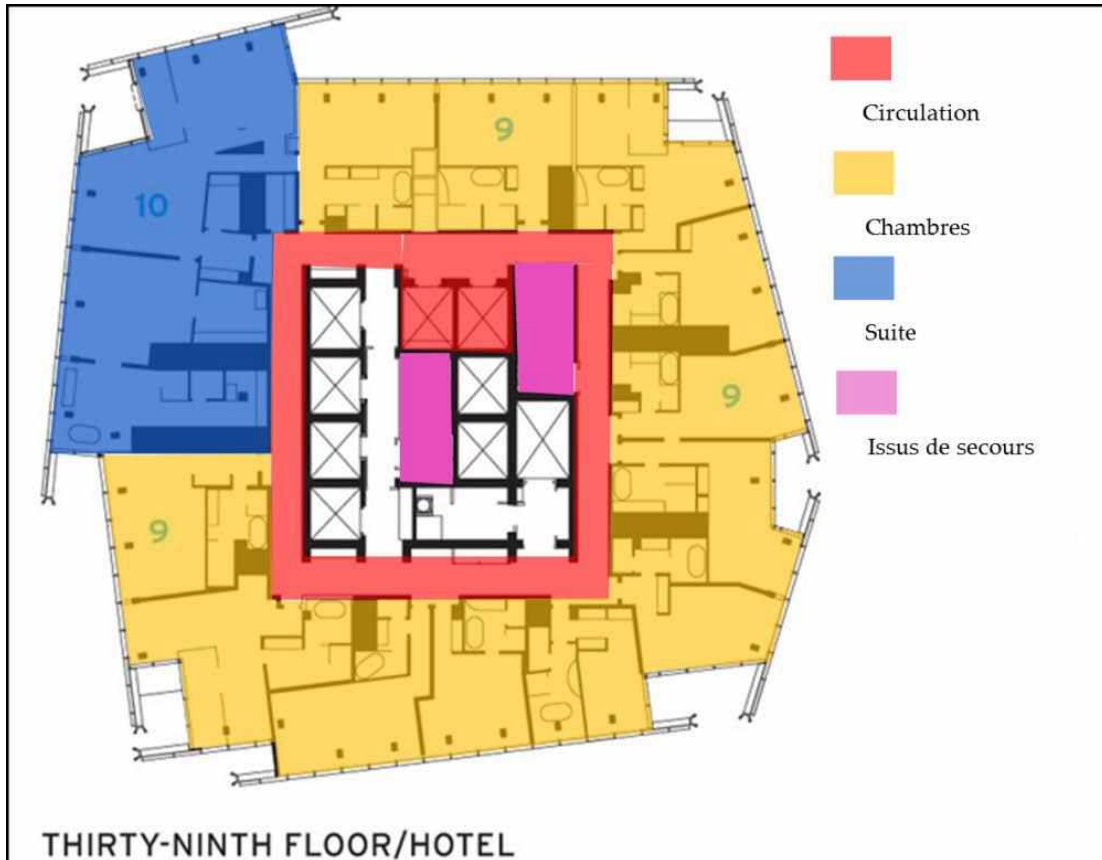 9
Circulation
10
Chambres
Suite
9
Issus de secours
9
THIRTY-NINTH FLOOR/HOTEL